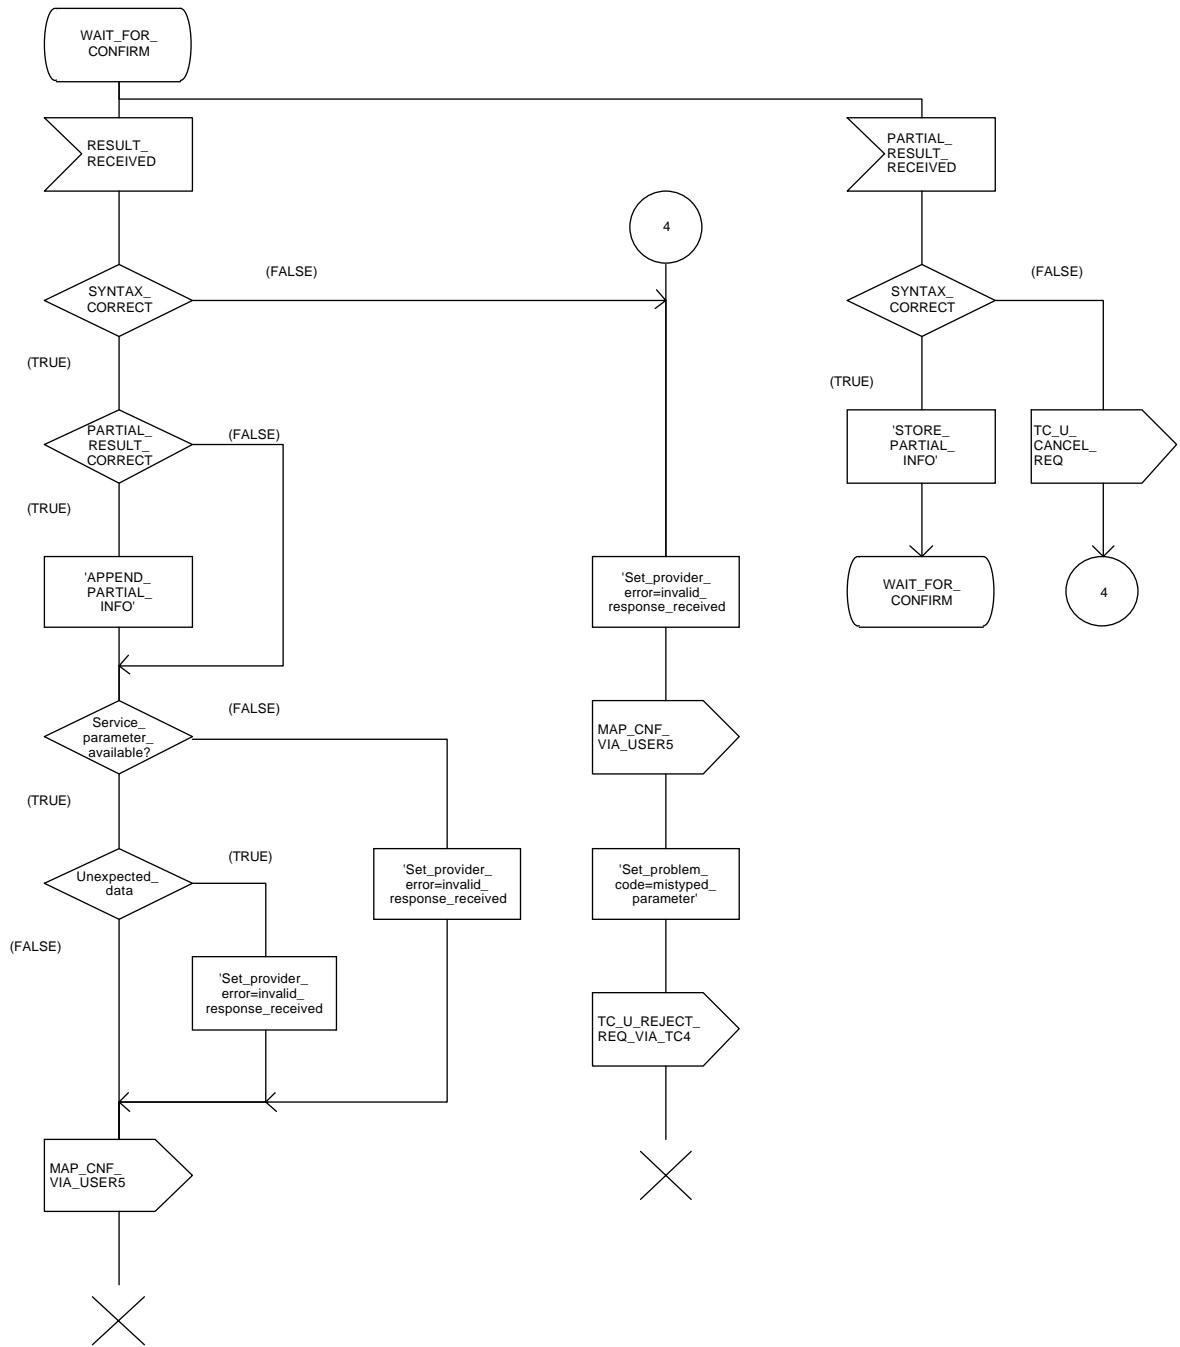 WAIT_FOR_
CONFIRM
RESULT_
RECEIVED
PARTIAL_
RESULT_
RECEIVED
4
(FALSE)
(FALSE)
SYNTAX_
CORRECT
SYNTAX_
CORRECT
(TRUE)
(TRUE)
PARTIAL_
RESULT_
CORRECT
(FALSE)
'STORE_
PARTIAL_
INFO'
TC_U_
CANCEL_
REQ
(TRUE)
'APPEND_
PARTIAL_
INFO'
'Set_provider_
error=invalid_
response_received
WAIT_FOR_
CONFIRM
4
(FALSE)
Service_
parameter_
available?
MAP_CNF_
VIA_USER5
(TRUE)
(TRUE)
Unexpected_
data
'Set_provider_
error=invalid_
response_received
'Set_problem_
code=mistyped_
parameter'
(FALSE)
'Set_provider_
error=invalid_
response_received
TC_U_REJECT_
REQ_VIA_TC4
MAP_CNF_
VIA_USER5